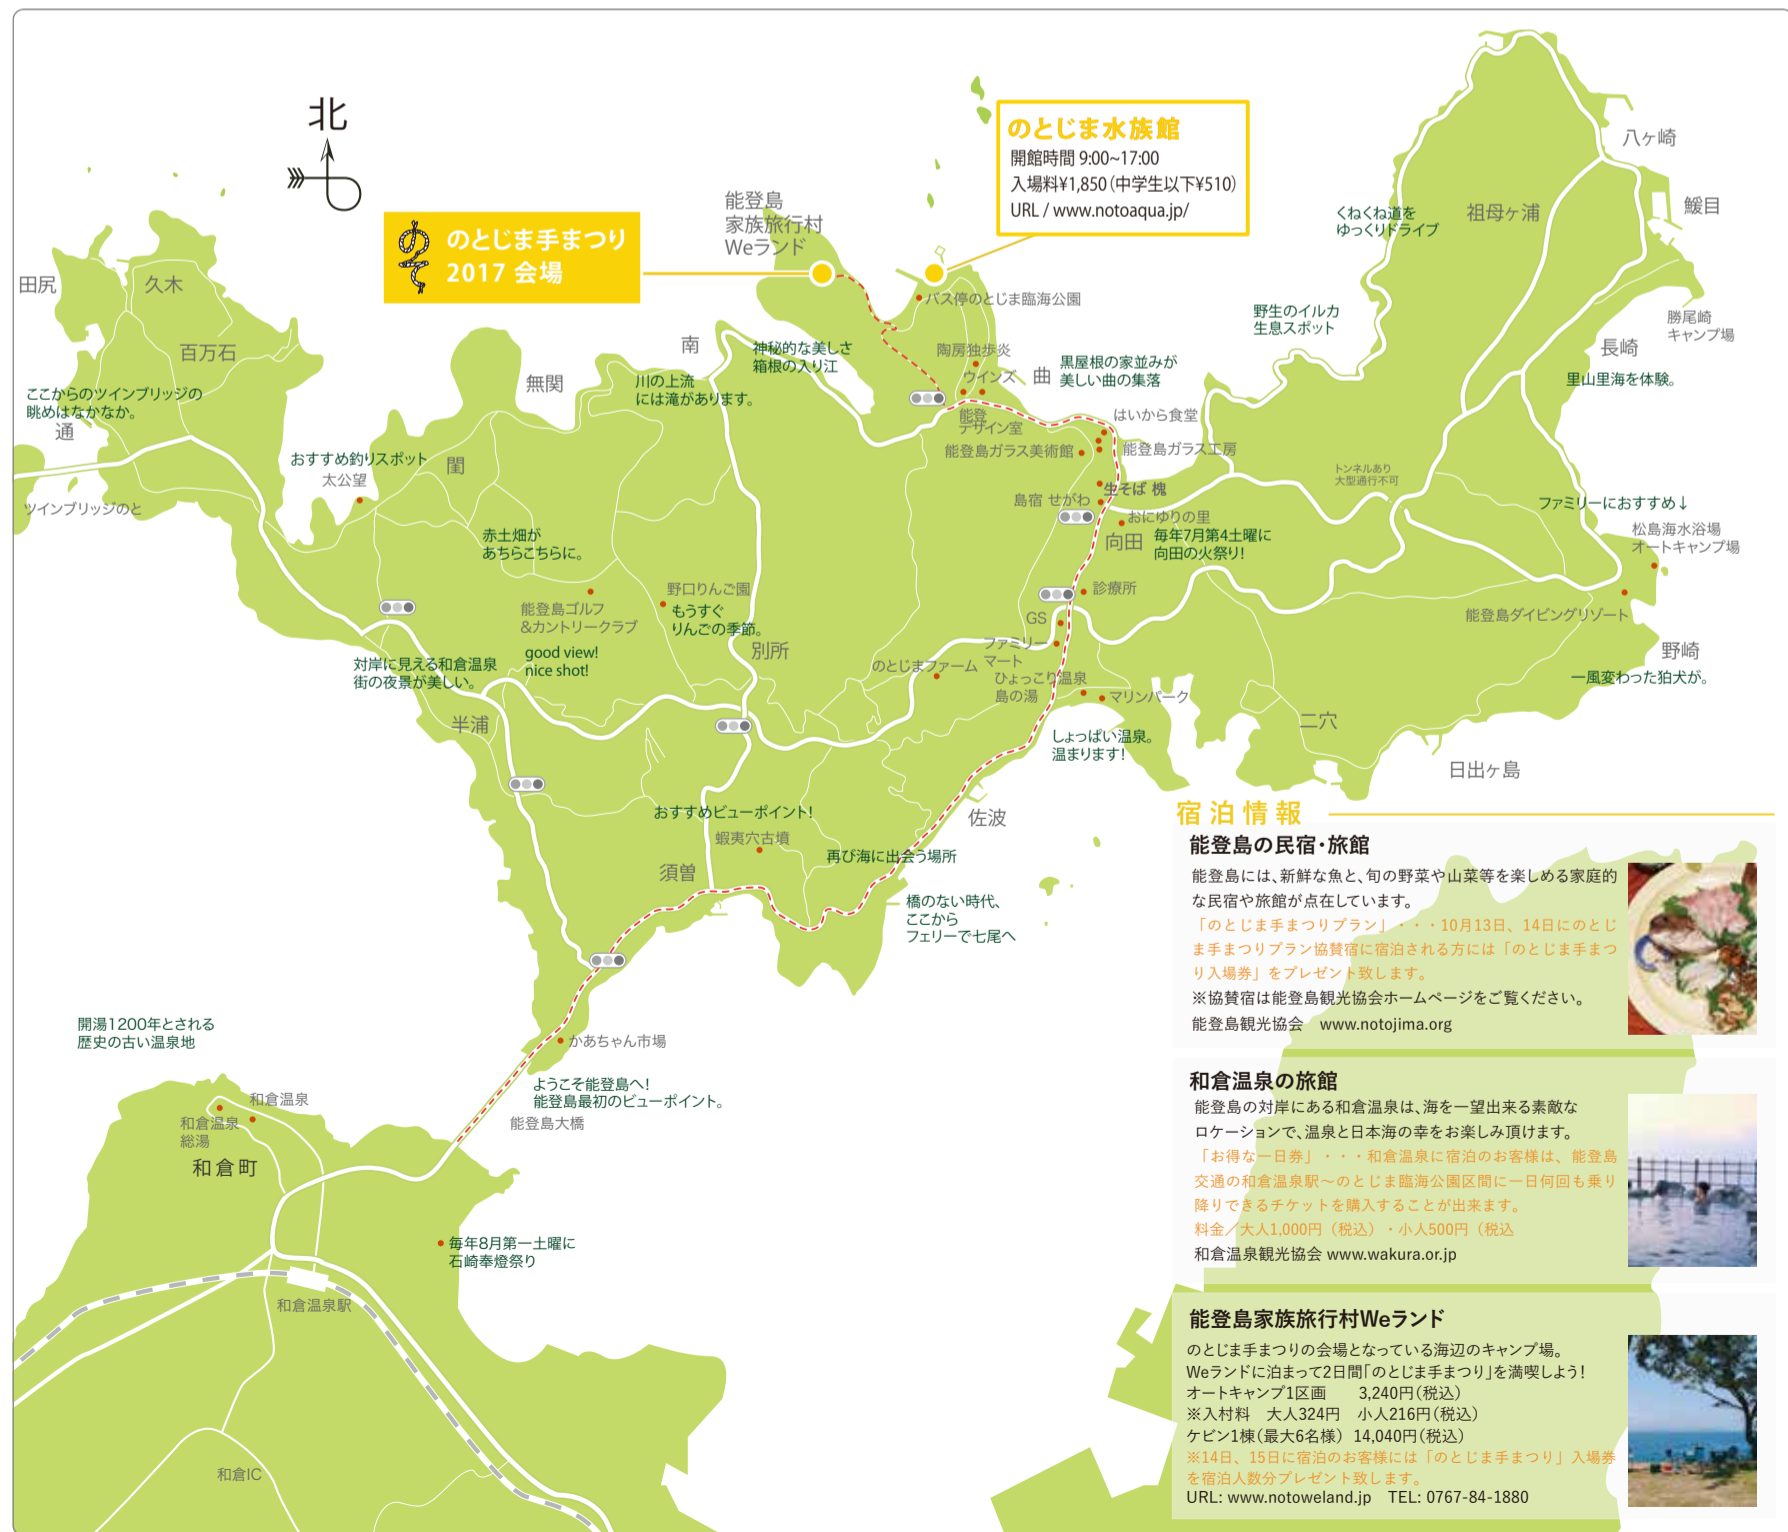 北
のとじま水族館
開館時間 9:00~17:00
入場料¥1,850(中学生以下¥510)
URL / www.notoaqua.jp/
のそ
のとじま手まつり
2017 会場
能登島
家族旅行村
Weランド
バス停のとじま臨海公園
八ヶ崎
鰀目
祖母ヶ浦
くねくね道を
ゆっくりドライブ
野生のイルカ
生息スポット
勝尾崎
キャンプ場
長崎
里山里海を体験。
田尻
久木
百万石
ここからのツインブリッジの
眺めはなかなか。
通
ツインブリッジのと
おすすめ釣りスポット
太公望
閨
無関
南
川の上流
には滝があります。
神秘的な美しさ
箱根の入り江
陶房独歩炎
ウインズ
曲
黒屋根の家並みが
美しい曲の集落
能登
デザイン室
はいから食堂
能登島ガラス美術館
能登島ガラス工房
生そば 槐
島宿 せがわ
おにゆりの里
向田
毎年7月第4土曜に
向田の火祭り!
トンネルあり
大型通行不可
ファミリーにおすすめ↓
松島海水浴場
オートキャンプ場
能登島ダイビングリゾート
野崎
一風変わった狛犬が。
赤土畑が
あちらこちらに。
能登島ゴルフ
&カントリークラブ
good view!
nice shot!
野口りんご園
もうすぐ
りんごの季節。
別所
診療所
GS
ファミリー
マート
のとじまファーム
ひょっこり温泉
島の湯
マリンパーク
しょっぱい温泉。
温まります!
二穴
日出ヶ島
対岸に見える和倉温泉
街の夜景が美しい。
半浦
おすすめビューポイント!
蝦夷穴古墳
須曽
再び海に出会う場所
佐波
橋のない時代、
ここから
フェリーで七尾へ
かあちゃん市場
ようこそ能登島へ!
能登島最初のビューポイント。
能登島大橋
開湯1200年とされる
歴史の古い温泉地
和倉温泉
和倉温泉
総湯
和倉町
毎年8月第一土曜に
石崎奉燈祭り
和倉温泉駅
和倉IC
宿泊情報
能登島の民宿・旅館
能登島には、新鮮な魚と、旬の野菜や山菜等を楽しめる家庭的
な民宿や旅館が点在しています。
「のとじま手まつりプラン」・・・10月13日、14日にのとじ
ま手まつりプラン協賛宿に宿泊される方には「のとじま手まつ
り入場券」をプレゼント致します。
※協賛宿は能登島観光協会ホームページをご覧ください。
能登島観光協会　www.notojima.org
和倉温泉の旅館
能登島の対岸にある和倉温泉は、海を一望出来る素敵な
ロケーションで、温泉と日本海の幸をお楽しみ頂けます。
「お得な一日券」・・・和倉温泉に宿泊のお客様は、能登島
交通の和倉温泉駅～のとじま臨海公園区間に一日何回も乗り
降りできるチケットを購入することが出来ます。
料金／大人1,000円（税込）・小人500円（税込
和倉温泉観光協会 www.wakura.or.jp
能登島家族旅行村Weランド
のとじま手まつりの会場となっている海辺のキャンプ場。
Weランドに泊まって2日間「のとじま手まつり」を満喫しよう!
オートキャンプ1区画　　3,240円(税込)
※入村料　大人324円　小人216円(税込)
ケビン1棟(最大6名様)　14,040円(税込)
※14日、15日に宿泊のお客様には「のとじま手まつり」入場券
を宿泊人数分プレゼント致します。
URL: www.notoweland.jp　TEL: 0767-84-1880